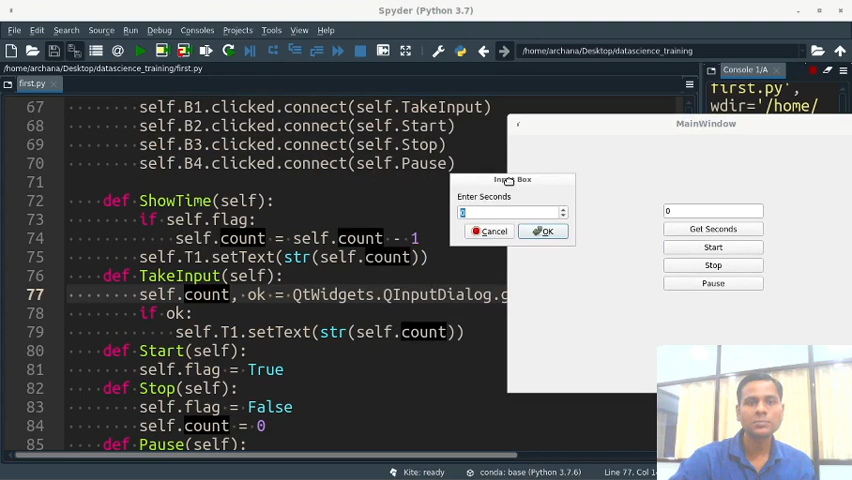 Spyder (Python 3.7)
File Edit Search Source Run Debug Consoles Projects Tools View Help
/home/archana/Desktop/datascience_training
/home/archana/Desktop/datascience_training/first.py
first.py
Console 1/A
first.py',
wdir='/home/
67 self.B1.clicked.connect(self.TakeInput)
68 self.B2.clicked.connect(self.Start)
69 self.B3.clicked.connect(self.Stop)
70 self.B4.clicked.connect(self.Pause)
71
72 def ShowTime(self):
73 if self.flag:
74 self.count = self.count - 1
75 self.T1.setText(str(self.count))
76 def TakeInput(self):
77 self.count, ok = QtWidgets.QInputDialog.g
78 if ok:
79 self.T1.setText(str(self.count))
80 def Start(self):
81 self.flag = True
82 def Stop(self):
83 self.flag = False
84 self.count = 0
85 def Pause(self):
MainWindow
0
Get Seconds
Start
Stop
Pause
Input Box
Enter Seconds
0
Cancel OK
Kite: ready conda: base (Python 3.7.6) Line 77, Col 1